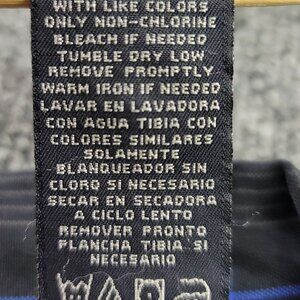 WITH LIKE COLORS
ONLY NON-CHLORINE
BLEACH IF NEEDED
TUMBLE DRY LOW
REMOVE PROMPTLY
WARM IRON IF NEEDED
LAVAR EN LAVADORA
CON AGUA TIBIA CON
COLORES SIMILARES
SOLAMENTE
BLANQUEADOR SIN
CLORO SI NECESARIO
SECAR EN SECADORA
A CICLO LENTO
REMOVER PRONTO
PLANCHA TIBIA SI
NECESARIO